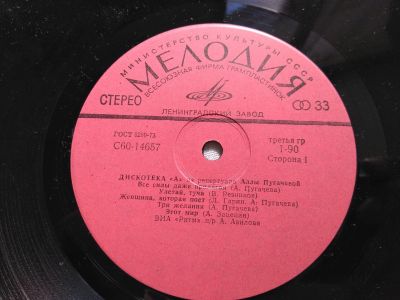 МИНИСТЕРСТВО КУЛЬТУРЫ СССР
МЕЛОДИЯ
ВСЕСОЮЗНАЯ ФИРМА ГРАМПЛАСТИНОК
СТЕРЕО
33
ЛЕНИНГРАДСКИЙ ЗАВОД
ГОСТ 5289-73
третья гр
С60-14657
1-90
Сторона 1
ДИСКОТЕКА «А» Из репертуара Аллы Пугачевой
Все силы даже прилагая (А. Пугачева)
Улетай, туча (В. Резников)
Женщина, которая поет (Л. Гарин, А. Пугачева)
Три желания (А. Пугачева)
Этот мир (А. Зацепин)
ВИА «Ритм» п/р А. Авилова